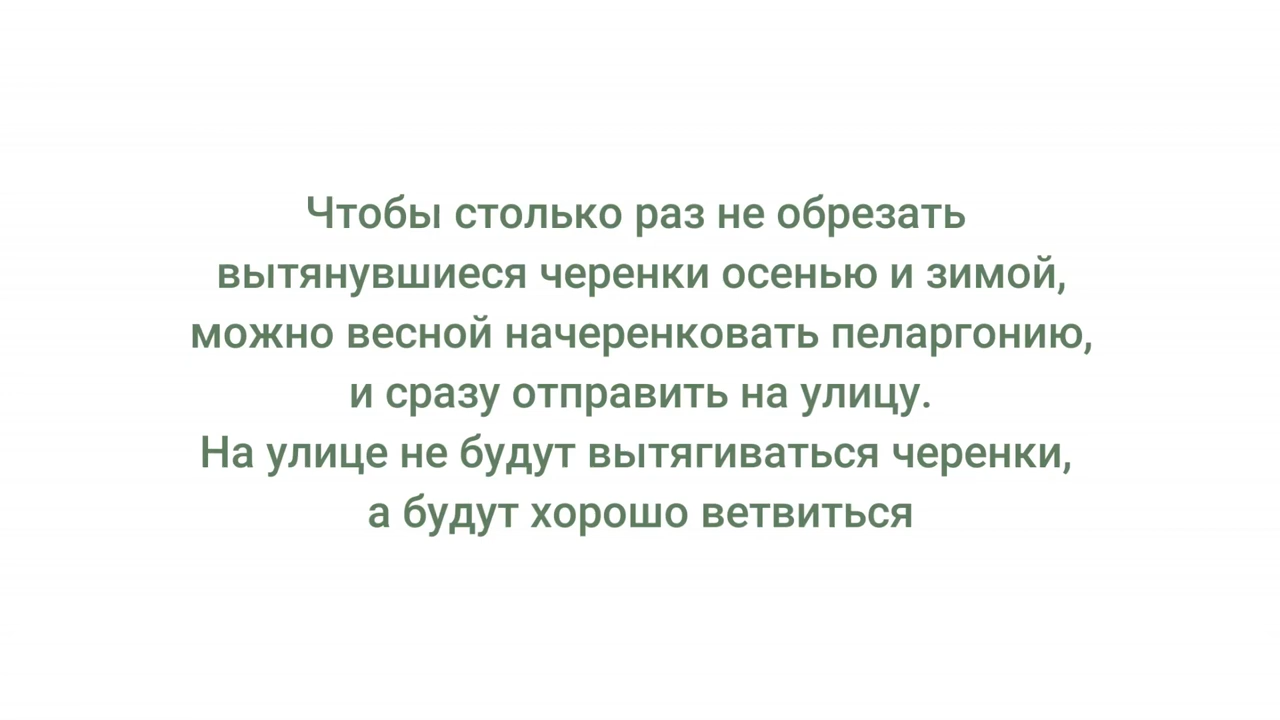 Чтобы столько раз не обрезать
вытянувшиеся черенки осенью и зимой,
можно весной начеренковать пеларгонию,
и сразу отправить на улицу.
На улице не будут вытягиваться черенки,
а будут хорошо ветвиться